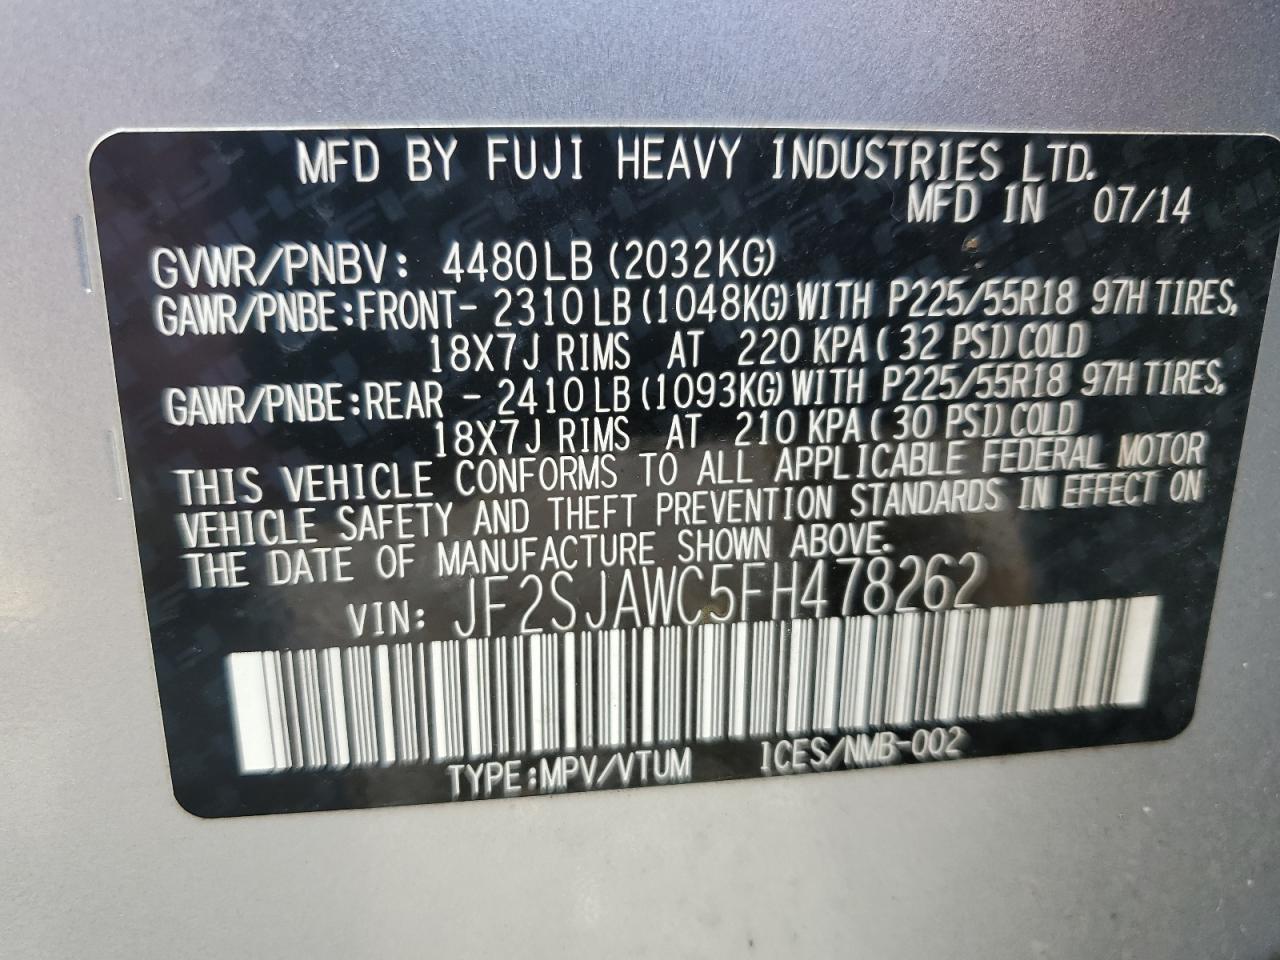 MFD BY FUJI HEAVY INDUSTRIES LTD.
MFD IN 07/14
GVWR/PNBV: 4480LB (2032KG)
GAWR/PNBE:FRONT- 2310 LB (1048KG) WITH P225/55R18 97H TIRES,
18X7J RIMS AT 220 KPA ( 32 PSI) COLD
GAWR/PNBE:REAR - 2410 LB (1093KG) WITH P225/55R18 97H TIRES,
18X7J RIMS AT 210 KPA ( 30 PSI) COLD
THIS VEHICLE CONFORMS TO ALL APPLICABLE FEDERAL MOTOR
VEHICLE SAFETY AND THEFT PREVENTION STANDARDS IN EFFECT ON
THE DATE OF MANUFACTURE SHOWN ABOVE.
VIN: JF2SJAWC5FH478262
TYPE:MPV/VTUM ICES/NMB-002